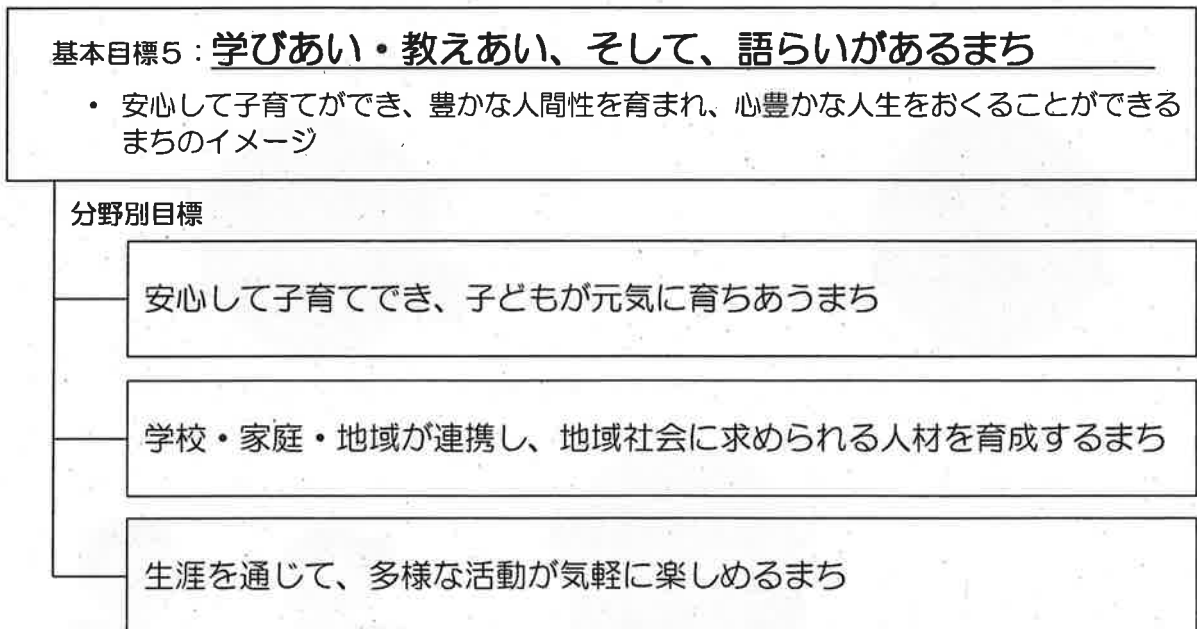 基本目標5：学びあい・教えあい、そして、語らいがあるまち
・ 安心して子育てができ、豊かな人間性を育まれ、心豊かな人生をおくることができる
まちのイメージ
分野別目標
安心して子育てでき、子どもが元気に育ちあうまち
学校・家庭・地域が連携し、地域社会に求められる人材を育成するまち
生涯を通じて、多様な活動が気軽に楽しめるまち